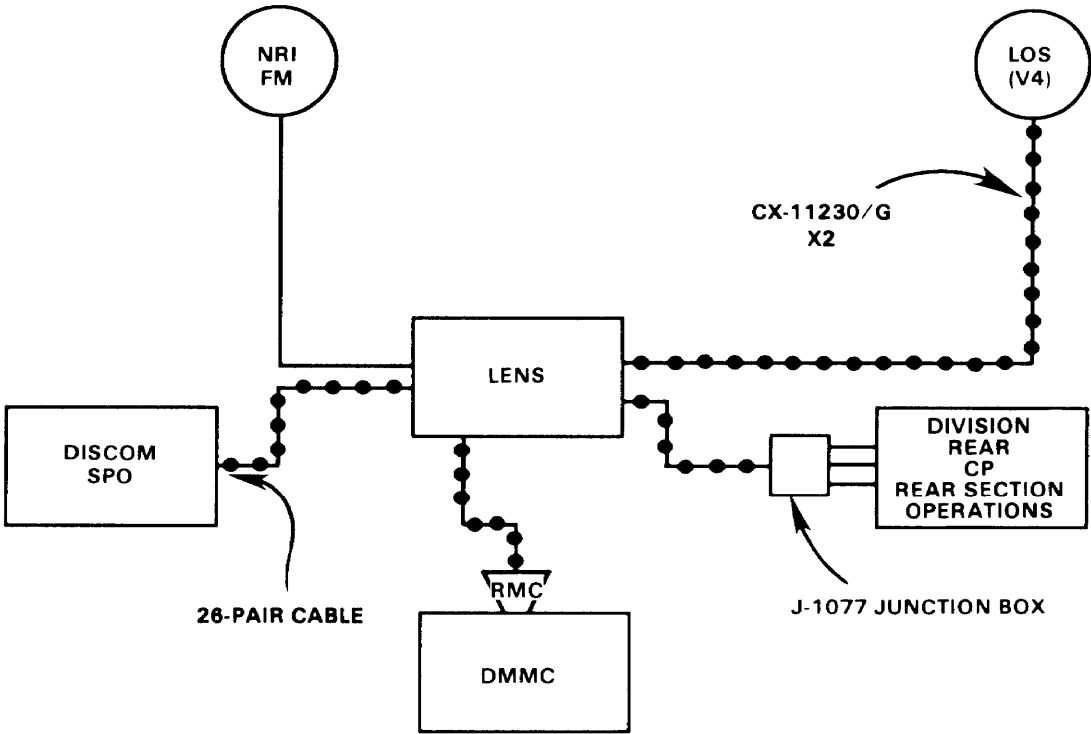 NRI
FM
LOS
(V4)
CX-11230/G
X2
LENS
DISCOM
SPO
DIVISION
REAR
CP
REAR SECTION
OPERATIONS
26-PAIR CABLE
RMC
J-1077 JUNCTION BOX
DMMC